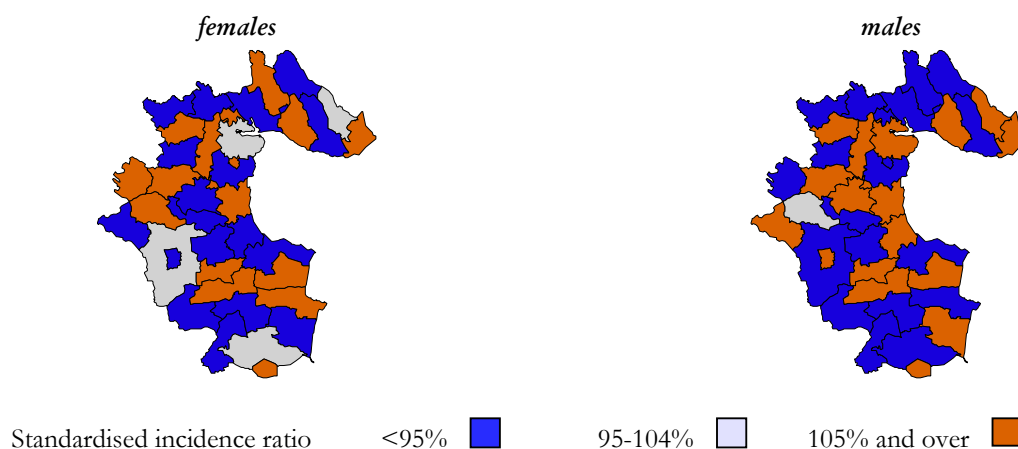 females males
Standardised incidence ratio <95% 95-104% 105% and over